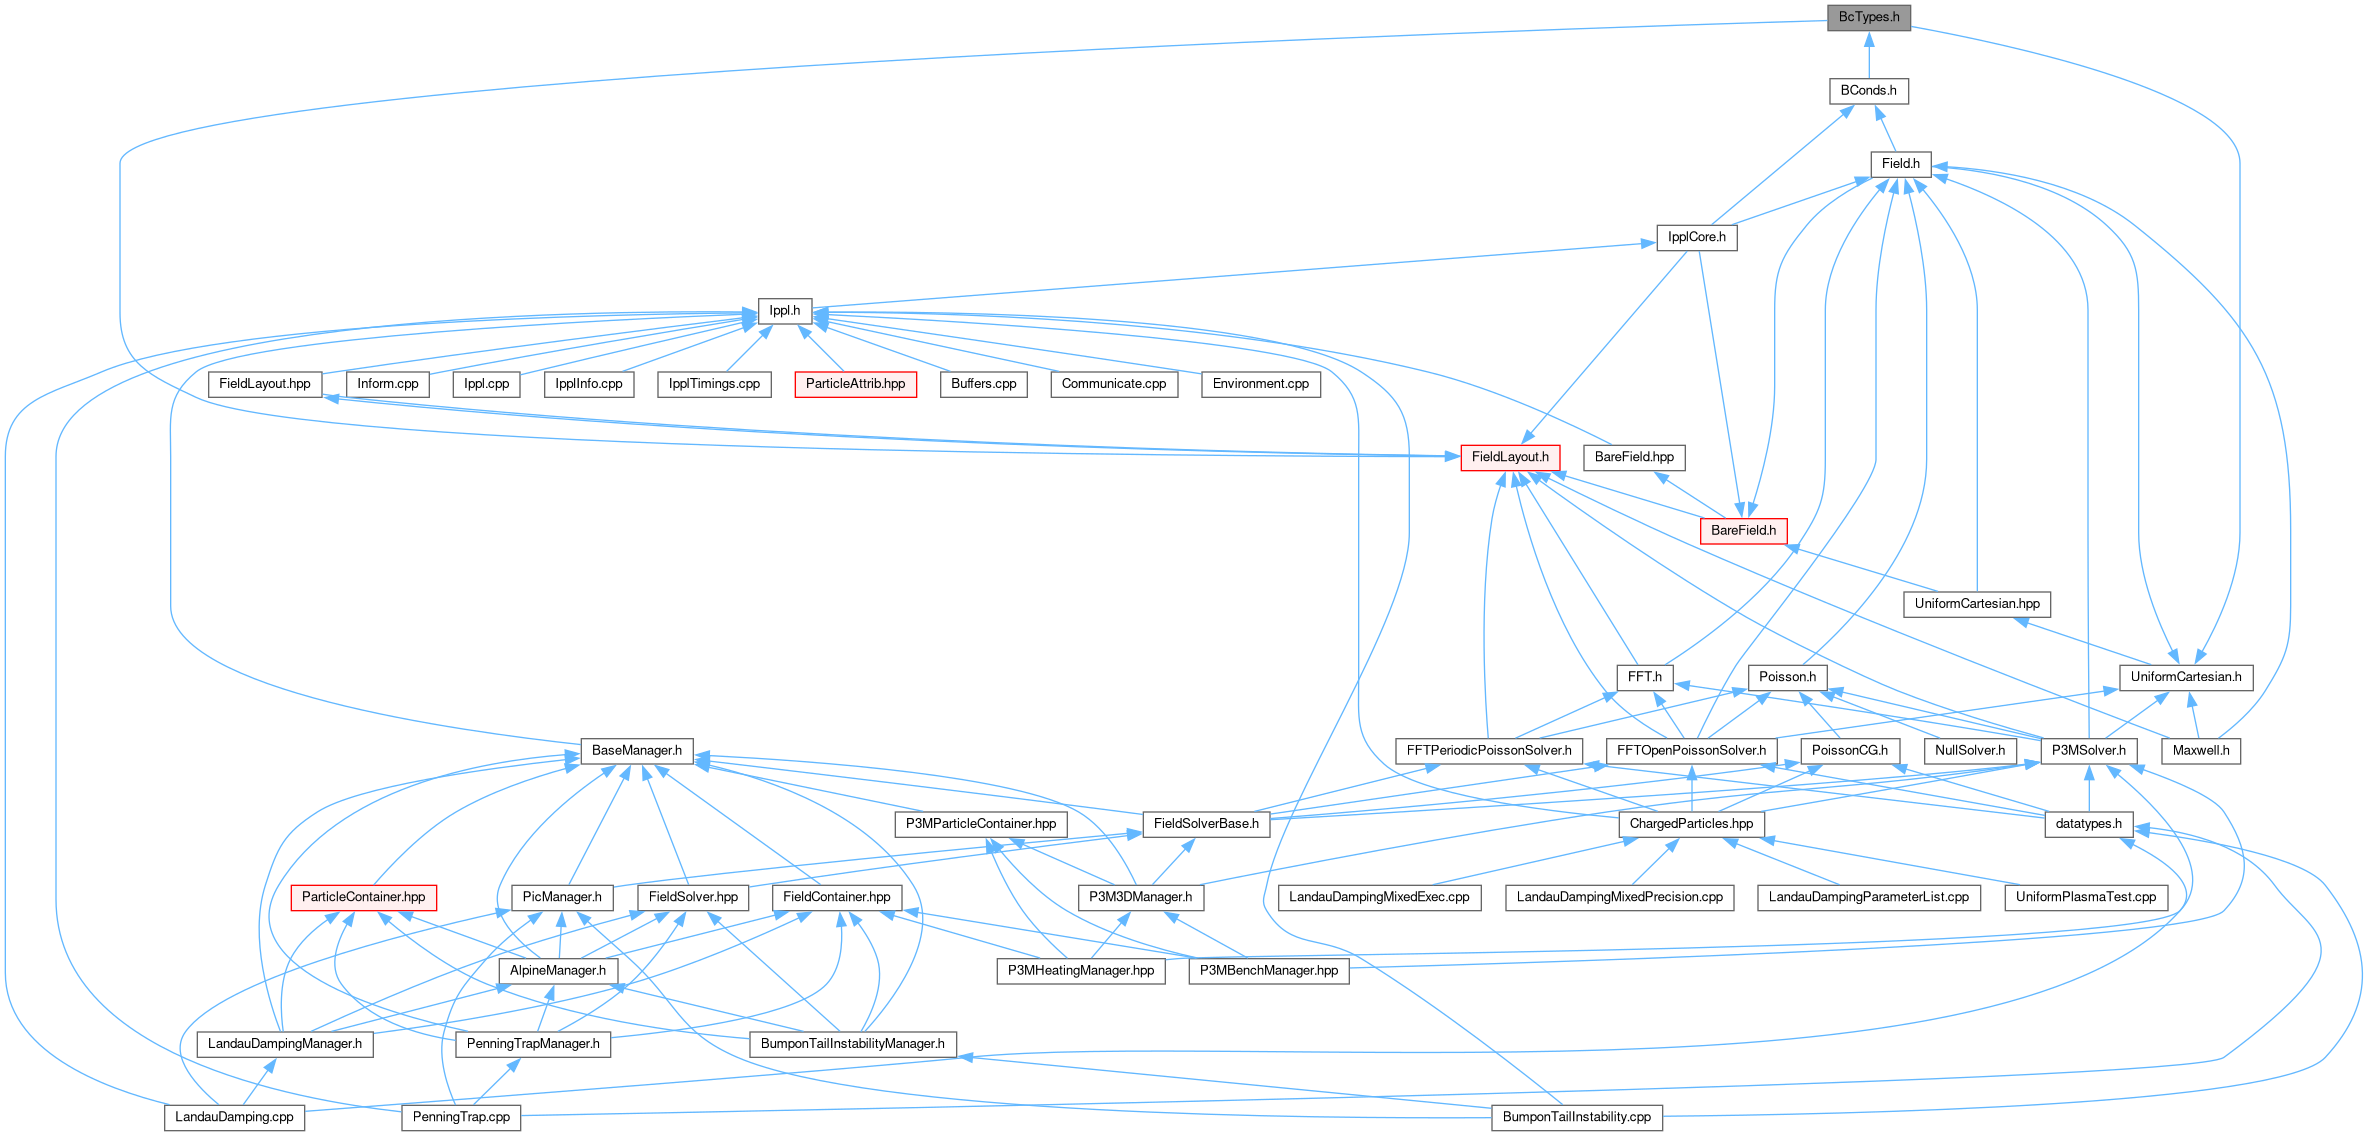 BcTypes.h
BConds.h
Field.h
IpplCore.h
Ippl.h
FieldLayout.hpp
Inform.cpp
Ippl.cpp
IpplInfo.cpp
IpplTimings.cpp
ParticleAttrib.hpp
Buffers.cpp
Communicate.cpp
Environment.cpp
FieldLayout.h
BareField.hpp
BareField.h
UniformCartesian.hpp
FFT.h
Poisson.h
UniformCartesian.h
BaseManager.h
FFTPeriodicPoissonSolver.h
FFTOpenPoissonSolver.h
PoissonCG.h
NullSolver.h
P3MSolver.h
Maxwell.h
P3MParticleContainer.hpp
FieldSolverBase.h
ChargedParticles.hpp
datatypes.h
ParticleContainer.hpp
PicManager.h
FieldSolver.hpp
FieldContainer.hpp
P3M3DManager.h
LandauDampingMixedExec.cpp
LandauDampingMixedPrecision.cpp
LandauDampingParameterList.cpp
UniformPlasmaTest.cpp
AlpineManager.h
P3MHeatingManager.hpp
P3MBenchManager.hpp
LandauDampingManager.h
PenningTrapManager.h
BumponTailInstabilityManager.h
LandauDamping.cpp
PenningTrap.cpp
BumponTailInstability.cpp